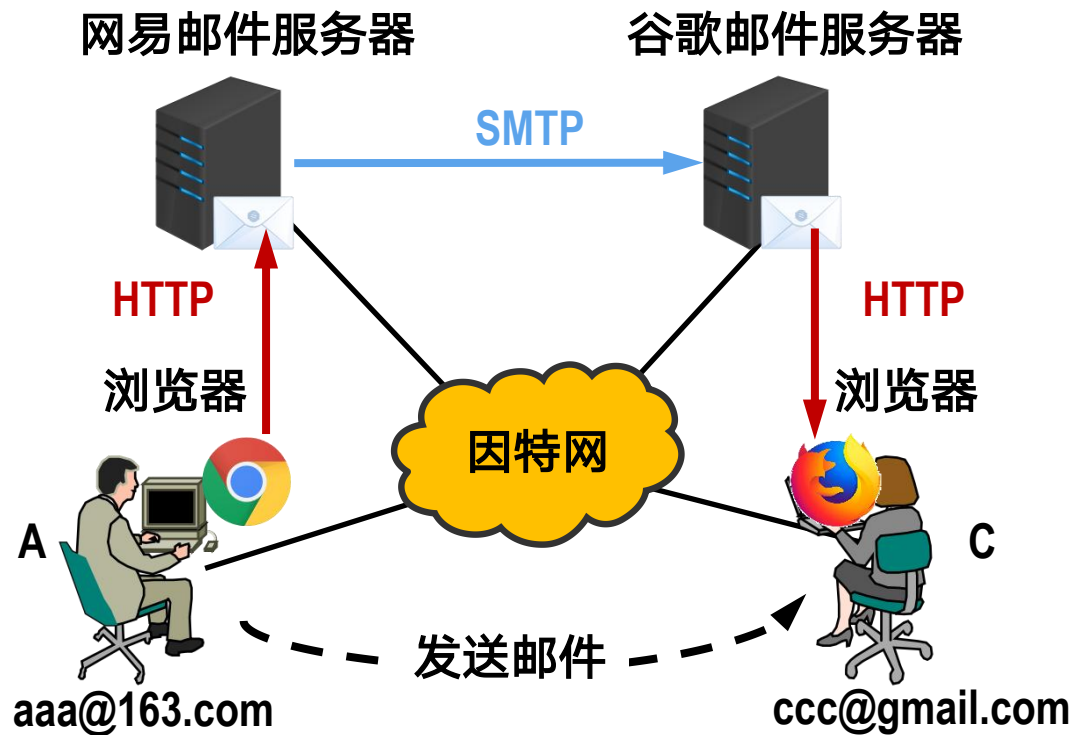 网易邮件服务器
谷歌邮件服务器
SMTP
HTTP
HTTP
浏览器
浏览器
因特网
A
C
发送邮件
aaa@163.com
ccc@gmail.com